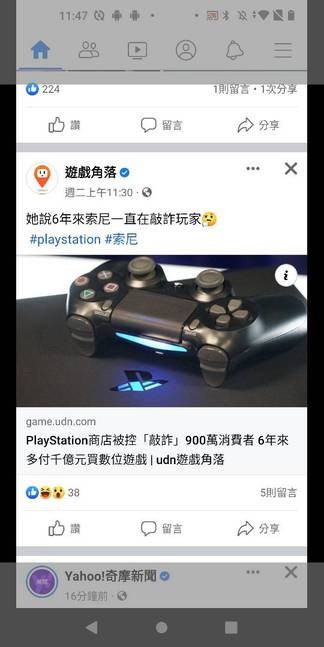 11:47
224
1則留言・1次分享
讚
留言
分享
遊戲角落
週二上午11:30
她說6年來索尼一直在敲詐玩家
#playstation #索尼
i
game.udn.com
PlayStation商店被控「敲詐」900萬消費者 6年來
多付千億元買數位遊戲 | udn遊戲角落
38
5則留言
讚
留言
分享
Yahoo!奇摩新聞
16分鐘前